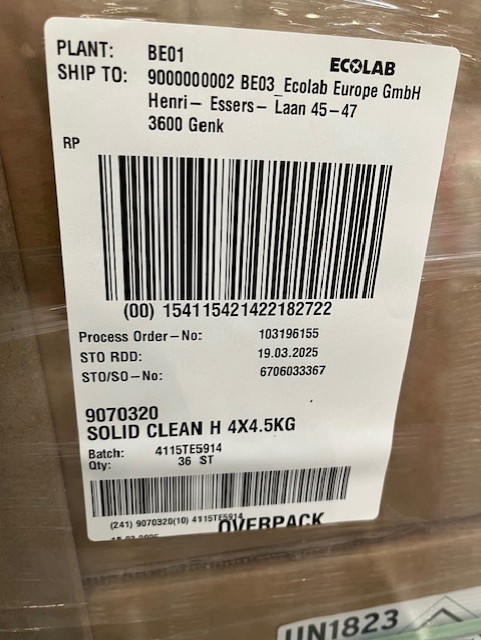 PLANT: BE01
ECOLAB
SHIP TO: 9000000002 BE03_Ecolab Europe GmbH
Henri- Essers- Laan 45-47
3600 Genk
RP
(00) 154115421422182722
Process Order-No: 103196155
STO RDD: 19.03.2025
STO/SO-No: 6706033367
9070320
SOLID CLEAN H 4X4.5KG
Batch: 4115TE5914
Qty: 36 ST
(241) 9070320(10) 4115TE5914
OVERPACK
UN1823